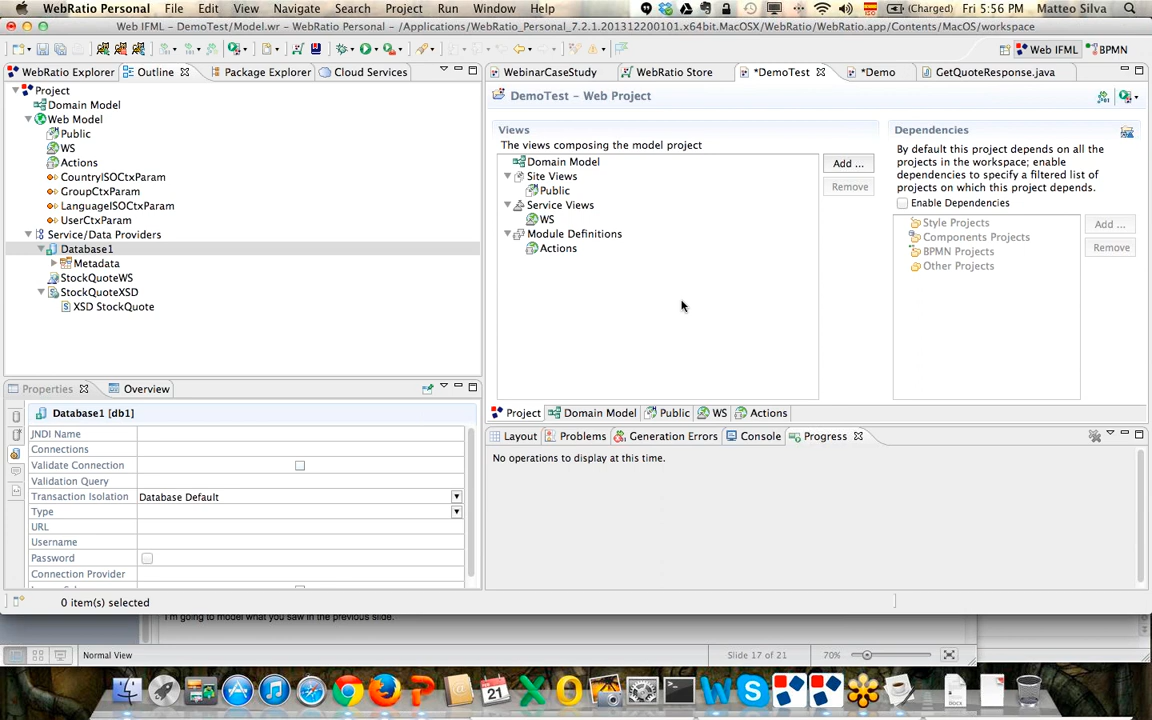 WebRatio Personal File Edit View Navigate Search Project Run Window Help (Charged) Fri 5:56 PM Matteo Silva
Web IFML - DemoTest/Model.wr - WebRatio Personal - /Applications/WebRatio_Personal_7.2.1.2013122001​01.x64bit.MacOSX/WebRatio/WebRatio.app/Contents/MacOS/workspace
Web IFML BPMN
WebRatio Explorer Outline Package Explorer Cloud Services
Project
Domain Model
Web Model
Public
WS
Actions
CountryISOCtxParam
GroupCtxParam
LanguageISOCtxParam
UserCtxParam
Service/Data Providers
Database1
Metadata
StockQuoteWS
StockQuoteXSD
XSD StockQuote
Properties Overview
Database1 [db1]
JNDI Name
Connections
Validate Connection
Validation Query
Transaction Isolation Database Default
Type
URL
Username
Password
Connection Provider
0 item(s) selected
WebinarCaseStudy WebRatio Store *DemoTest *Demo GetQuoteResponse.java
DemoTest - Web Project
Views
The views composing the model project
Domain Model
Site Views
Public
Service Views
WS
Module Definitions
Actions
Add ...
Remove
Dependencies
By default this project depends on all the
projects in the workspace; enable
dependencies to specify a filtered list of
projects on which this project depends.
Enable Dependencies
Style Projects
Components Projects
BPMN Projects
Other Projects
Add ...
Remove
Project Domain Model Public WS Actions
Layout Problems Generation Errors Console Progress
No operations to display at this time.
I'm going to model what you saw in the previous slide.
Normal View Slide 17 of 21 70%